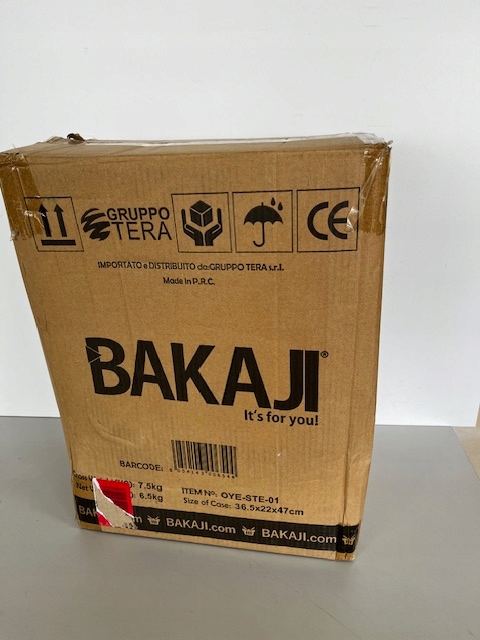 GRUPPO
TERA
CE
IMPORTATO e DISTRIBUITO da:GRUPPO TERA s.r.l.
Made in P.R.C.
BAKAJI®
It's for you!
BARCODE:
7.5kg
6.5kg
ITEM Nº: OYE-STE-01
Size of Case: 36.5x22x47cm
BAKAJI.com
BAKAJI.com